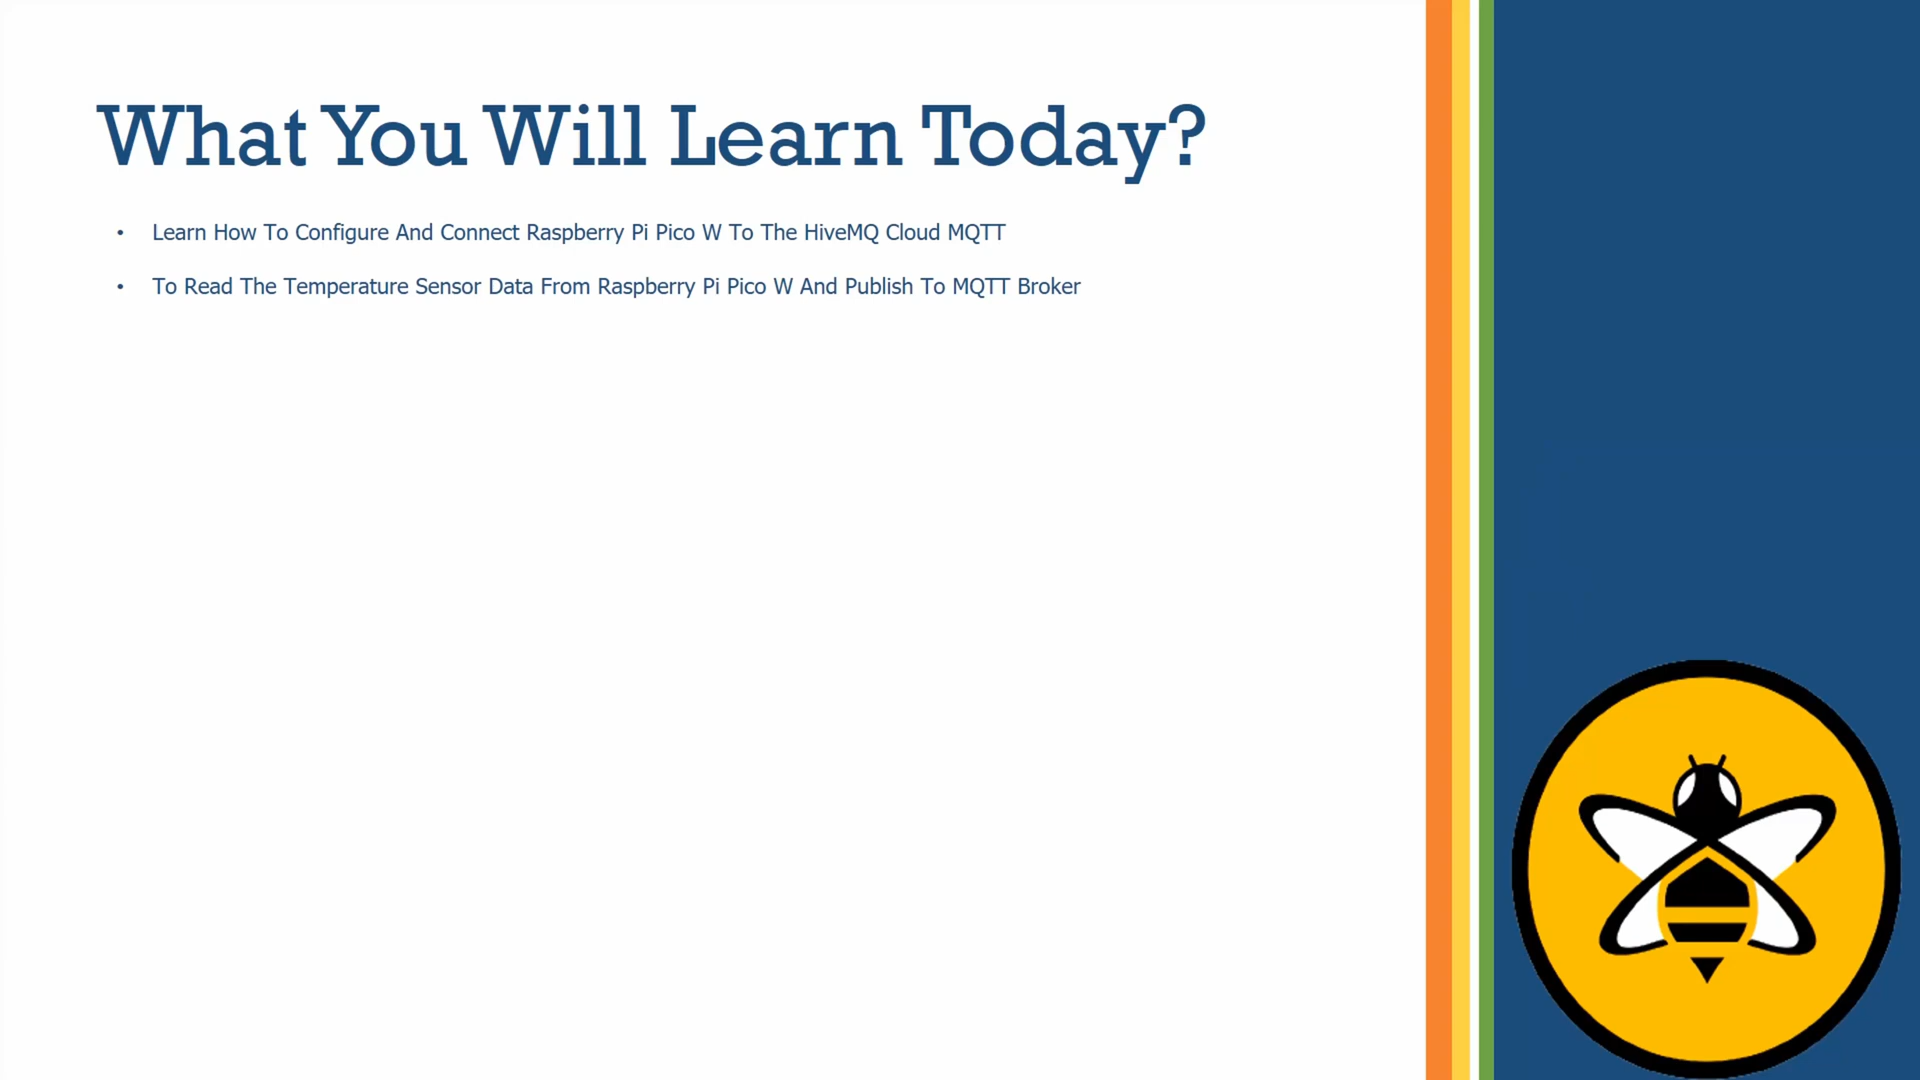 What You Will Learn Today?
• Learn How To Configure And Connect Raspberry Pi Pico W To The HiveMQ Cloud MQTT
• To Read The Temperature Sensor Data From Raspberry Pi Pico W And Publish To MQTT Broker